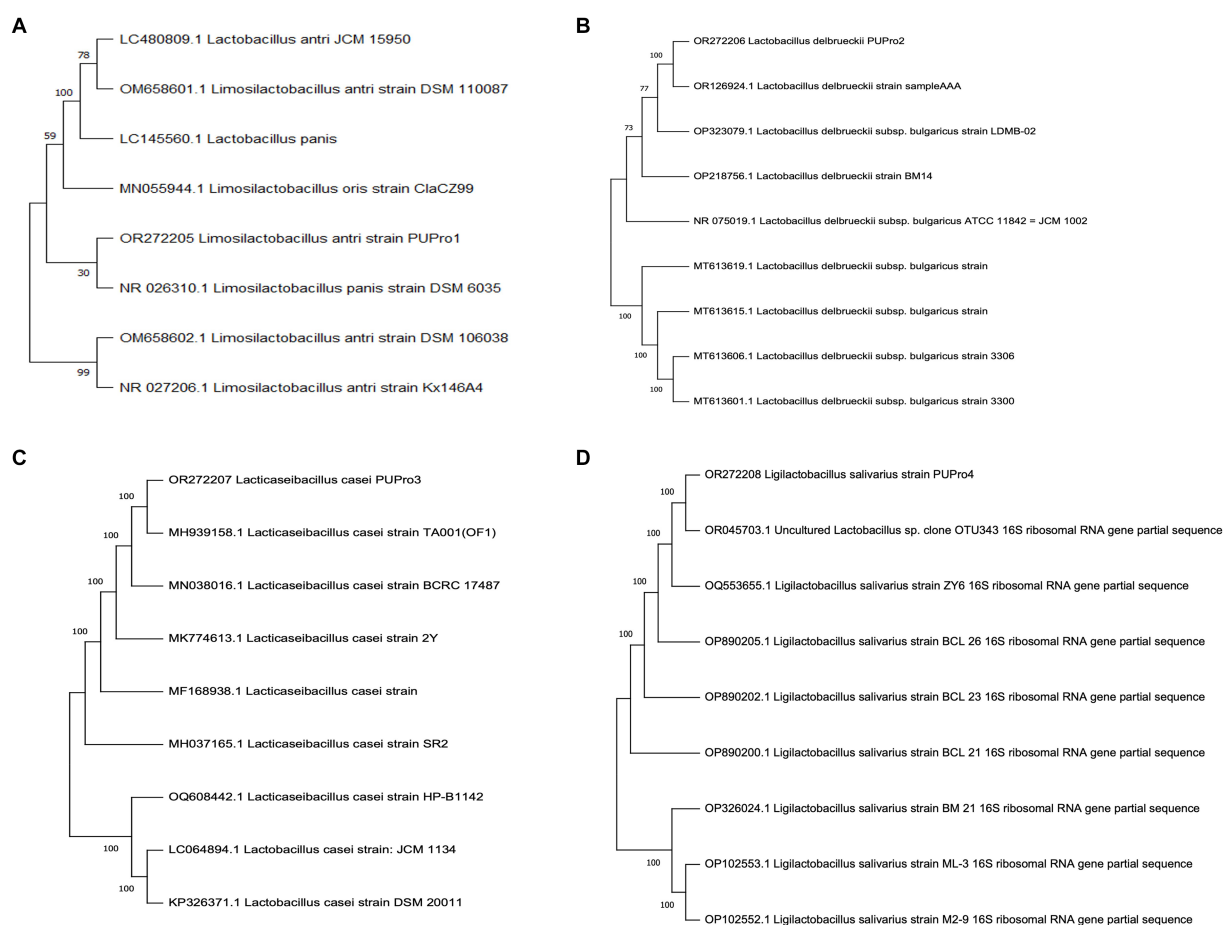 A
LC480809.1 Lactobacillus antri JCM 15950
78
OM658601.1 Limosilactobacillus antri strain DSM 110087
100
LC145560.1 Lactobacillus panis
59
MN055944.1 Limosilactobacillus oris strain ClaCZ99
OR272205 Limosilactobacillus antri strain PUPro1
30
NR 026310.1 Limosilactobacillus panis strain DSM 6035
OM658602.1 Limosilactobacillus antri strain DSM 106038
99
NR 027206.1 Limosilactobacillus antri strain Kx146A4
B
OR272206 Lactobacillus delbrueckii PUPro2
100
OR126924.1 Lactobacillus delbrueckii strain sampleAAA
77
OP323079.1 Lactobacillus delbrueckii subsp. bulgaricus strain LDMB-02
73
OP218756.1 Lactobacillus delbrueckii strain BM14
NR 075019.1 Lactobacillus delbrueckii subsp. bulgaricus ATCC 11842 = JCM 1002
MT613619.1 Lactobacillus delbrueckii subsp. bulgaricus strain
100
MT613615.1 Lactobacillus delbrueckii subsp. bulgaricus strain
100
MT613606.1 Lactobacillus delbrueckii subsp. bulgaricus strain 3306
100
MT613601.1 Lactobacillus delbrueckii subsp. bulgaricus strain 3300
C
OR272207 Lacticaseibacillus casei PUPro3
100
MH939158.1 Lacticaseibacillus casei strain TA001(OF1)
100
MN038016.1 Lacticaseibacillus casei strain BCRC 17487
100
MK774613.1 Lacticaseibacillus casei strain 2Y
100
MF168938.1 Lacticaseibacillus casei strain
MH037165.1 Lacticaseibacillus casei strain SR2
OQ608442.1 Lacticaseibacillus casei strain HP-B1142
100
LC064894.1 Lactobacillus casei strain: JCM 1134
100
KP326371.1 Lactobacillus casei strain DSM 20011
D
OR272208 Ligilactobacillus salivarius strain PUPro4
100
OR045703.1 Uncultured Lactobacillus sp. clone OTU343 16S ribosomal RNA gene partial sequence
100
OQ553655.1 Ligilactobacillus salivarius strain ZY6 16S ribosomal RNA gene partial sequence
100
OP890205.1 Ligilactobacillus salivarius strain BCL 26 16S ribosomal RNA gene partial sequence
100
OP890202.1 Ligilactobacillus salivarius strain BCL 23 16S ribosomal RNA gene partial sequence
OP890200.1 Ligilactobacillus salivarius strain BCL 21 16S ribosomal RNA gene partial sequence
OP326024.1 Ligilactobacillus salivarius strain BM 21 16S ribosomal RNA gene partial sequence
100
OP102553.1 Ligilactobacillus salivarius strain ML-3 16S ribosomal RNA gene partial sequence
100
OP102552.1 Ligilactobacillus salivarius strain M2-9 16S ribosomal RNA gene partial sequence